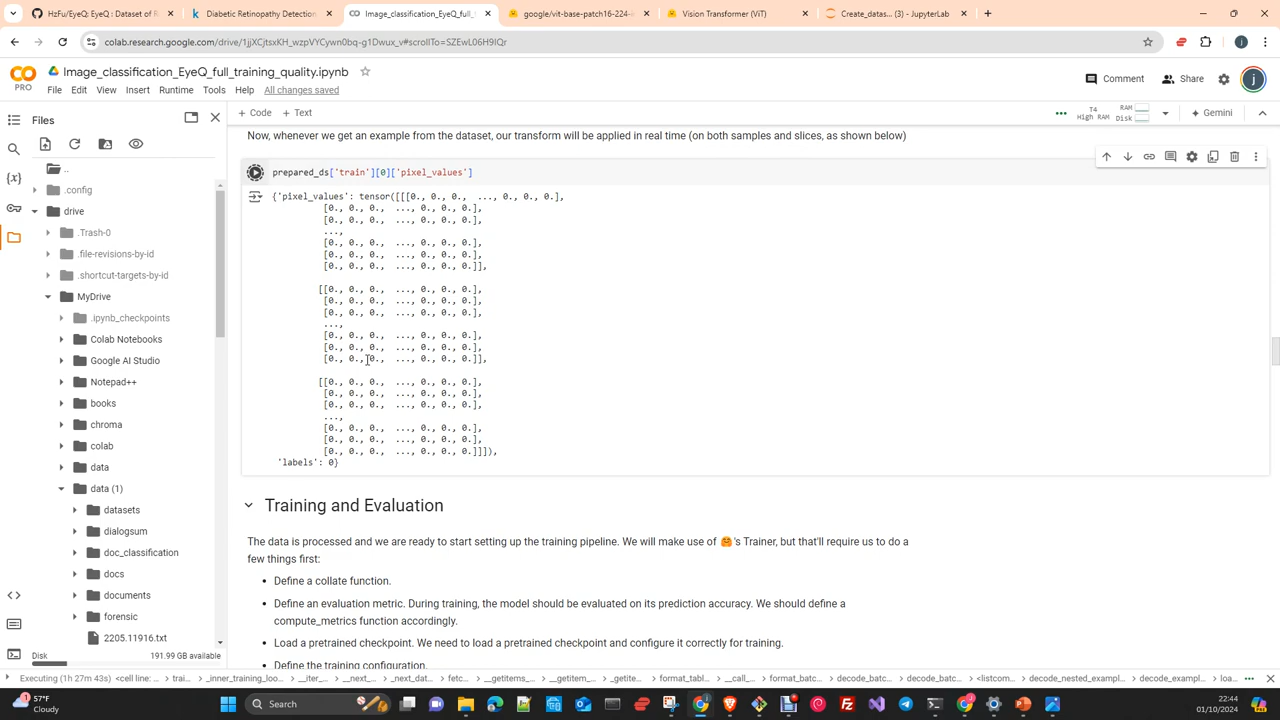 HzFu/EyeQ: EyeQ : Dataset of R
Diabetic Retinopathy Detection
Image_classification_EyeQ_full_
google/vit-base-patch16-224-i
Vision Transformer (ViT)
Create_datas... (3) - JupyterLab
colab.research.google.com/drive/1jjXCjtsxKH_wzpVYCywn0bq-g1Dwux_v#scrollTo=SZEwL06H9IQr
j
CO
PRO
Image_classification_EyeQ_full_training_quality.ipynb
Comment
Share
j
File Edit View Insert Runtime Tools Help All changes saved
Files
+ Code + Text
T4
High RAM
RAM
Disk
Gemini
..
.config
drive
.Trash-0
.file-revisions-by-id
.shortcut-targets-by-id
MyDrive
.ipynb_checkpoints
Colab Notebooks
Google AI Studio
Notepad++
books
chroma
colab
data
data (1)
datasets
dialogsum
doc_classification
docs
documents
forensic
2205.11916.txt
Disk 191.99 GB available
Now, whenever we get an example from the dataset, our transform will be applied in real time (on both samples and slices, as shown below)
prepared_ds['train'][0]['pixel_values']
{'pixel_values': tensor([[[0., 0., 0., ..., 0., 0., 0.],
[0., 0., 0., ..., 0., 0., 0.],
[0., 0., 0., ..., 0., 0., 0.],
...,
[0., 0., 0., ..., 0., 0., 0.],
[0., 0., 0., ..., 0., 0., 0.],
[0., 0., 0., ..., 0., 0., 0.]],
[[0., 0., 0., ..., 0., 0., 0.],
[0., 0., 0., ..., 0., 0., 0.],
[0., 0., 0., ..., 0., 0., 0.],
...,
[0., 0., 0., ..., 0., 0., 0.],
[0., 0., 0., ..., 0., 0., 0.],
[0., 0., 0., ..., 0., 0., 0.]],
[[0., 0., 0., ..., 0., 0., 0.],
[0., 0., 0., ..., 0., 0., 0.],
[0., 0., 0., ..., 0., 0., 0.],
...,
[0., 0., 0., ..., 0., 0., 0.],
[0., 0., 0., ..., 0., 0., 0.],
[0., 0., 0., ..., 0., 0., 0.]]]),
'labels': 0}
Training and Evaluation
The data is processed and we are ready to start setting up the training pipeline. We will make use of 🤗's Trainer, but that'll require us to do a
few things first:
• Define a collate function.
• Define an evaluation metric. During training, the model should be evaluated on its prediction accuracy. We should define a
compute_metrics function accordingly.
• Load a pretrained checkpoint. We need to load a pretrained checkpoint and configure it correctly for training.
• Define the training configuration.
Executing (1h 27m 43s) <cell line: trai... _inner_training_loo... __iter_... __next_... _next_dat... fetc... __getitems_... __getitem_... _getite... format_tabl... __call_... format_batc... decode_batc... decode_batc... <listcom... decode_nested_exampl... decode_example... loa...
57°F
Cloudy
Search
22:44
01/10/2024